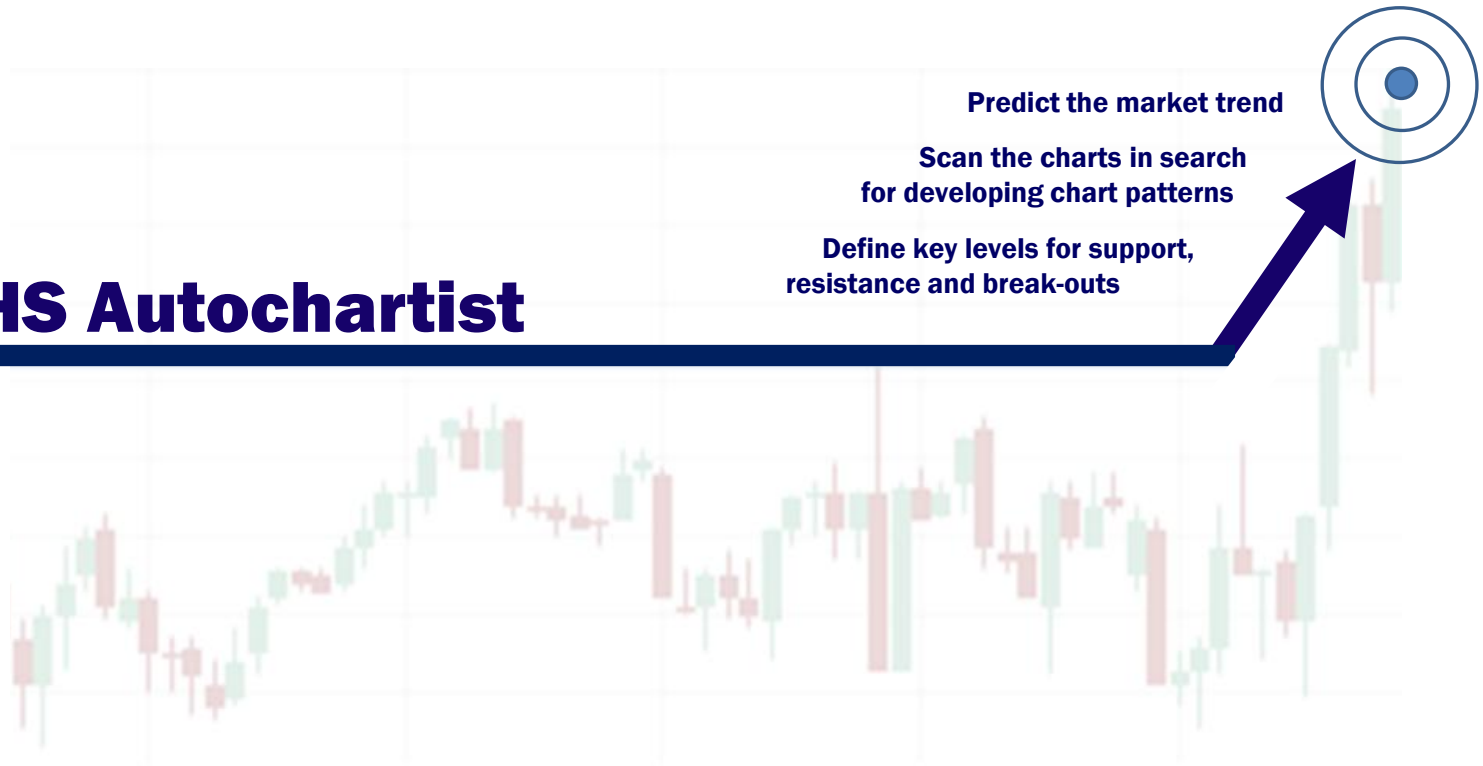 Predict the market trend
Scan the charts in search
for developing chart patterns
Define key levels for support,
resistance and break-outs
HS Autochartist